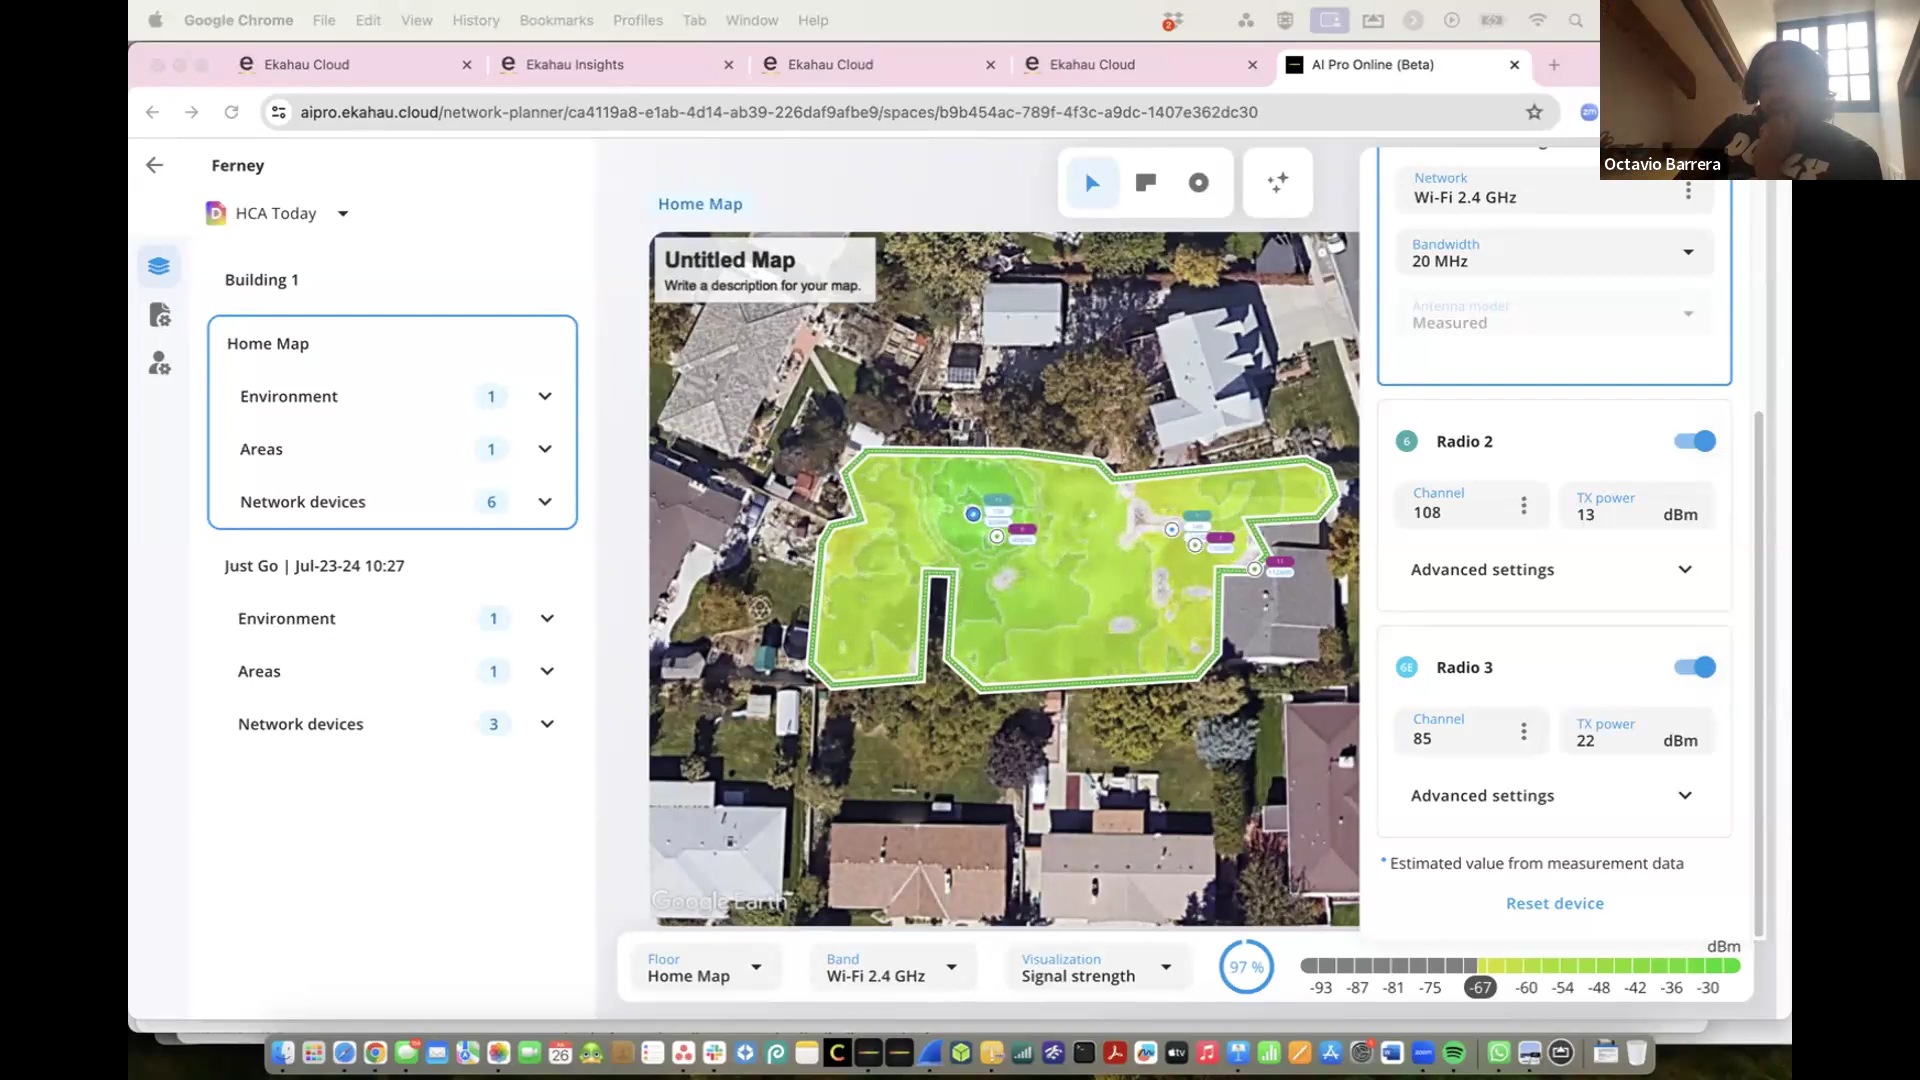 Google Chrome File Edit View History Bookmarks Profiles Tab Window Help
2
Ekahau Cloud
Ekahau Insights
Ekahau Cloud
Ekahau Cloud
AI Pro Online (Beta)
aipro.ekahau.cloud/network-planner/ca4119a8-e1ab-4d14-ab39-226daf9afbe9/spaces/b9b454ac-789f-4f3c-a9dc-1407e362dc30
zm
Octavio Barrera
Ferney
D HCA Today
Building 1
Home Map
Environment 1
Areas 1
Network devices 6
Just Go | Jul-23-24 10:27
Environment 1
Areas 1
Network devices 3
Home Map
Untitled Map
Write a description for your map.
Google Earth
Network
Wi-Fi 2.4 GHz
Bandwidth
20 MHz
Antenna model
Measured
6 Radio 2
Channel
108
TX power
13 dBm
Advanced settings
6E Radio 3
Channel
85
TX power
22 dBm
Advanced settings
* Estimated value from measurement data
Reset device
Floor
Home Map
Band
Wi-Fi 2.4 GHz
Visualization
Signal strength
97 %
dBm
-93 -87 -81 -75 -67 -60 -54 -48 -42 -36 -30
26
tv
zoom